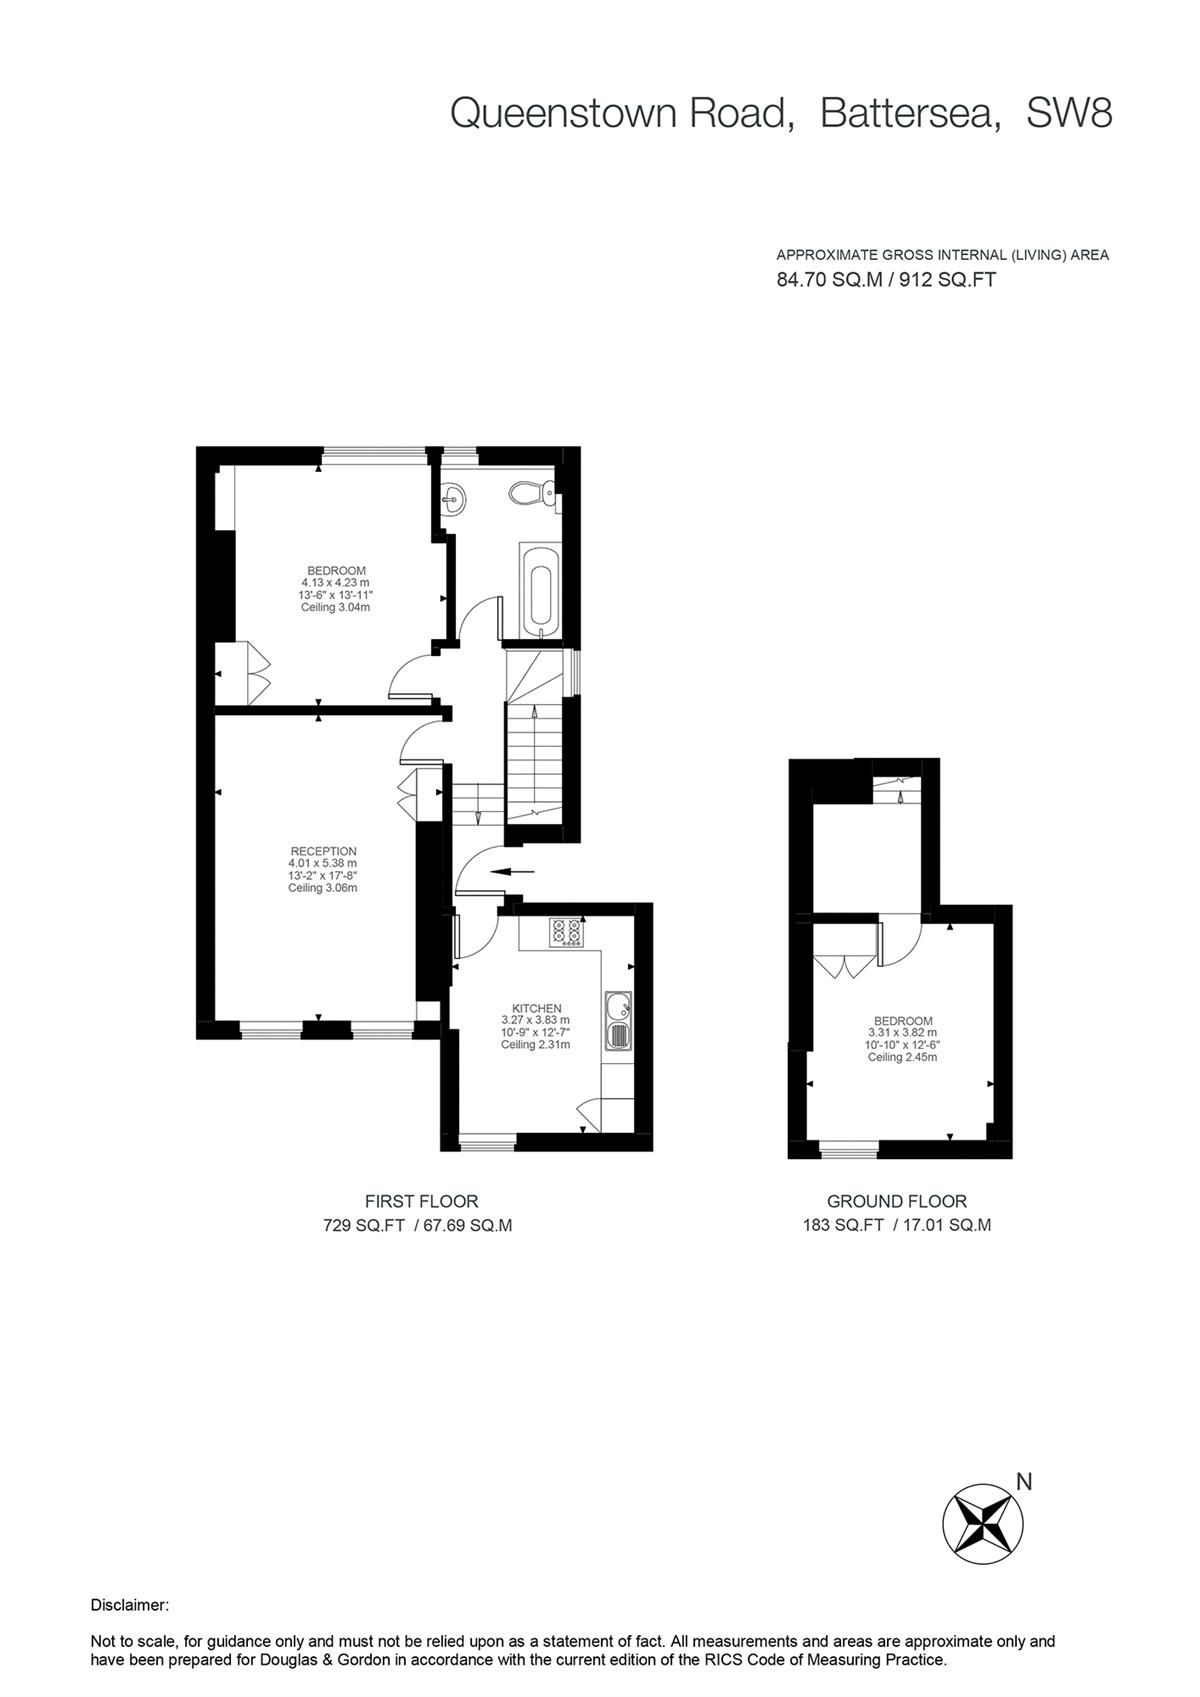 Queenstown Road, Battersea, SW8
APPROXIMATE GROSS INTERNAL (LIVING) AREA
84.70 SQ.M / 912 SQ.FT
BEDROOM
4.13 x 4.23 m
13'-6" x 13'-11"
Ceiling 3.04m
RECEPTION
4.01 x 5.38 m
13'-2" x 17'-8"
Ceiling 3.06m
KITCHEN
3.27 x 3.83 m
10'-9" x 12'-7"
Ceiling 2.31m
BEDROOM
3.31 x 3.82 m
10'-10" x 12'-6"
Ceiling 2.45m
FIRST FLOOR
729 SQ.FT / 67.69 SQ.M
GROUND FLOOR
183 SQ.FT / 17.01 SQ.M
N
Disclaimer:
Not to scale, for guidance only and must not be relied upon as a statement of fact. All measurements and areas are approximate only and
have been prepared for Douglas & Gordon in accordance with the current edition of the RICS Code of Measuring Practice.